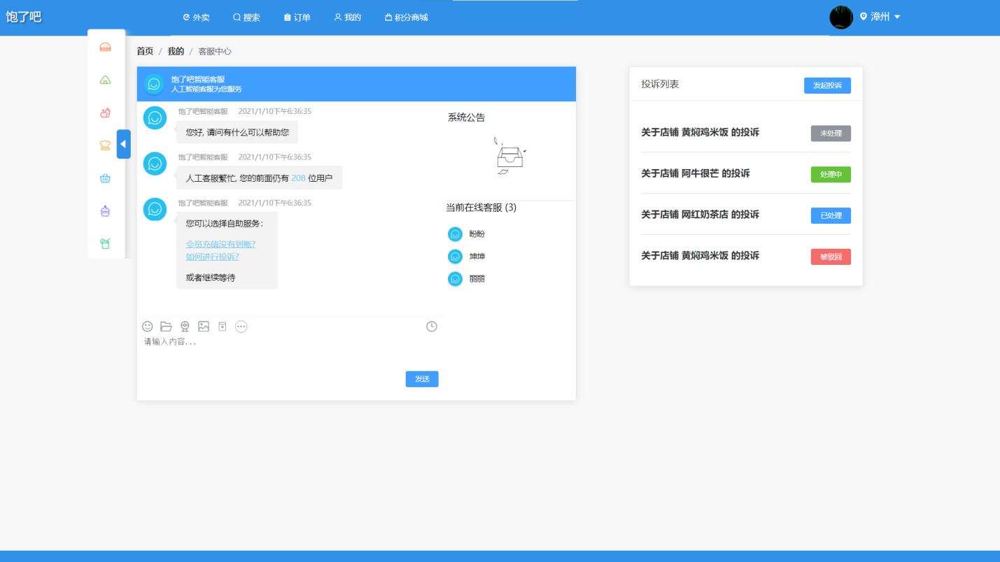 饱了吧
外卖
搜索
订单
我的
积分商城
漳州
首页 / 我的 / 客服中心
饱了吧智能客服
人工智能客服为您服务
饱了吧智能客服 2021/1/10下午6:36:35
您好, 请问有什么可以帮助您
饱了吧智能客服 2021/1/10下午6:36:35
人工客服繁忙, 您的前面仍有 208 位用户
饱了吧智能客服 2021/1/10下午6:36:35
您可以选择自助服务:
会员充值没有到账?
如何进行投诉?
或者继续等待
请输入内容...
发送
系统公告
当前在线客服 (3)
盼盼
坤坤
丽丽
投诉列表
发起投诉
关于店铺 黄焖鸡米饭 的投诉
未处理
关于店铺 阿牛很芒 的投诉
处理中
关于店铺 网红奶茶店 的投诉
已处理
关于店铺 黄焖鸡米饭 的投诉
被驳回